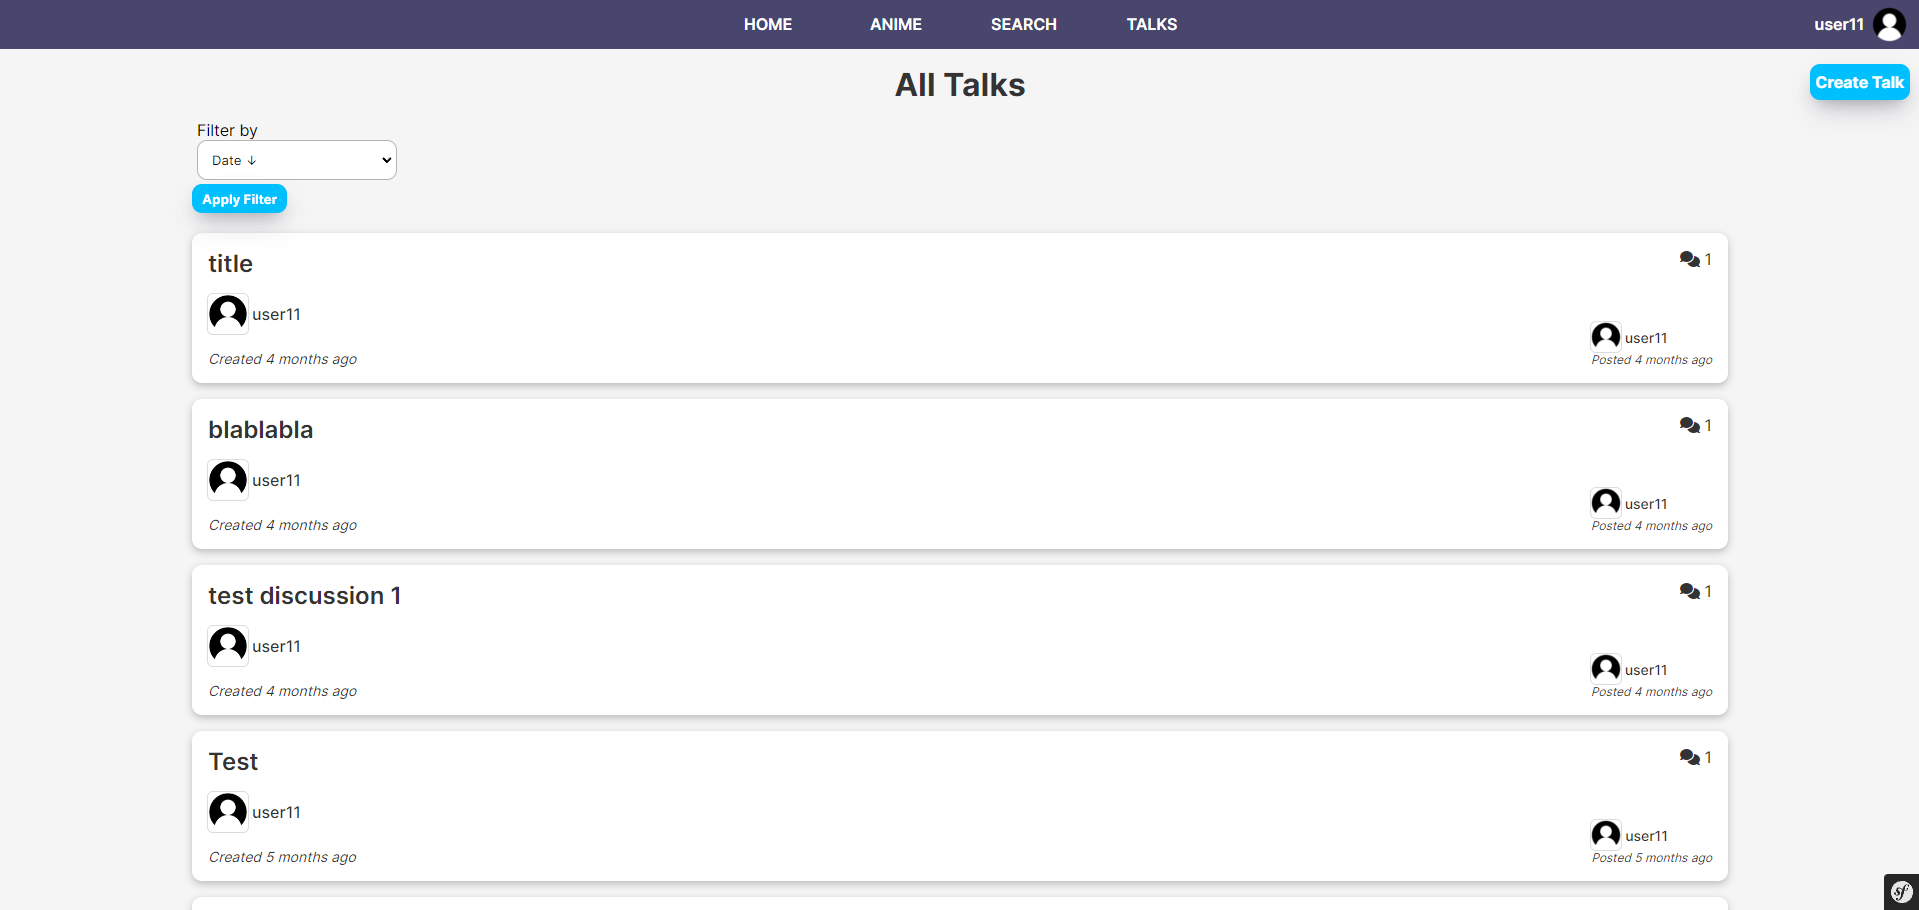 HOME ANIME SEARCH TALKS user11
All Talks
Create Talk
Filter by
Date ↓
Apply Filter
title
1
user11
user11
Created 4 months ago
Posted 4 months ago
blablabla
1
user11
user11
Created 4 months ago
Posted 4 months ago
test discussion 1
1
user11
user11
Created 4 months ago
Posted 4 months ago
Test
1
user11
user11
Created 5 months ago
Posted 5 months ago
sf